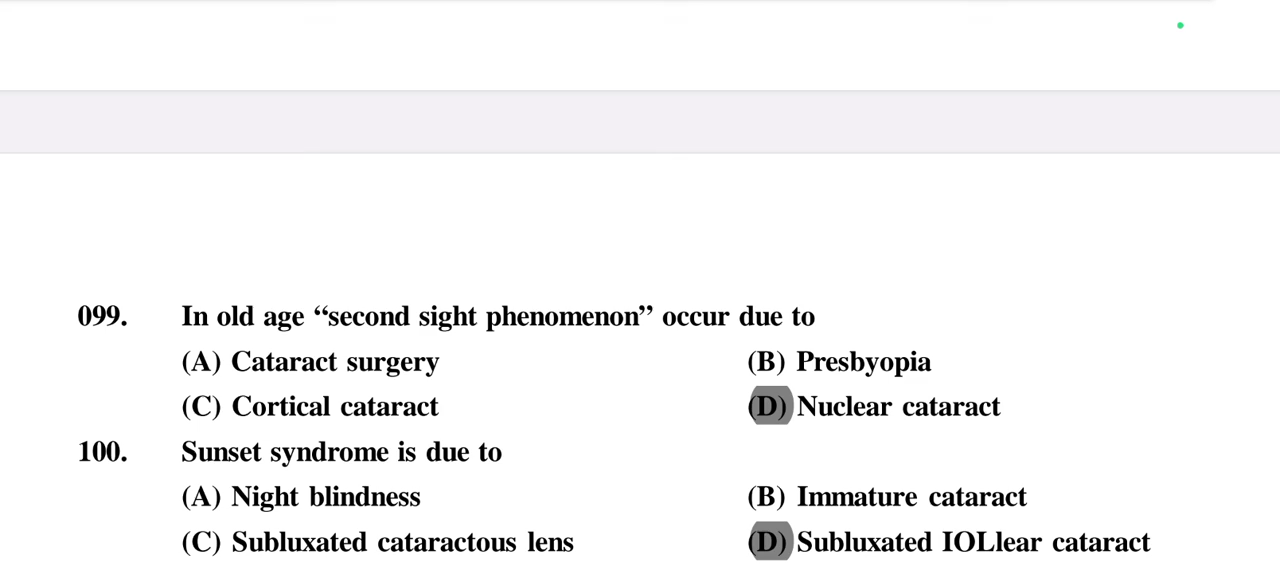 099. In old age “second sight phenomenon” occur due to
(A) Cataract surgery (B) Presbyopia
(C) Cortical cataract (D) Nuclear cataract
100. Sunset syndrome is due to
(A) Night blindness (B) Immature cataract
(C) Subluxated cataractous lens (D) Subluxated IOLlear cataract